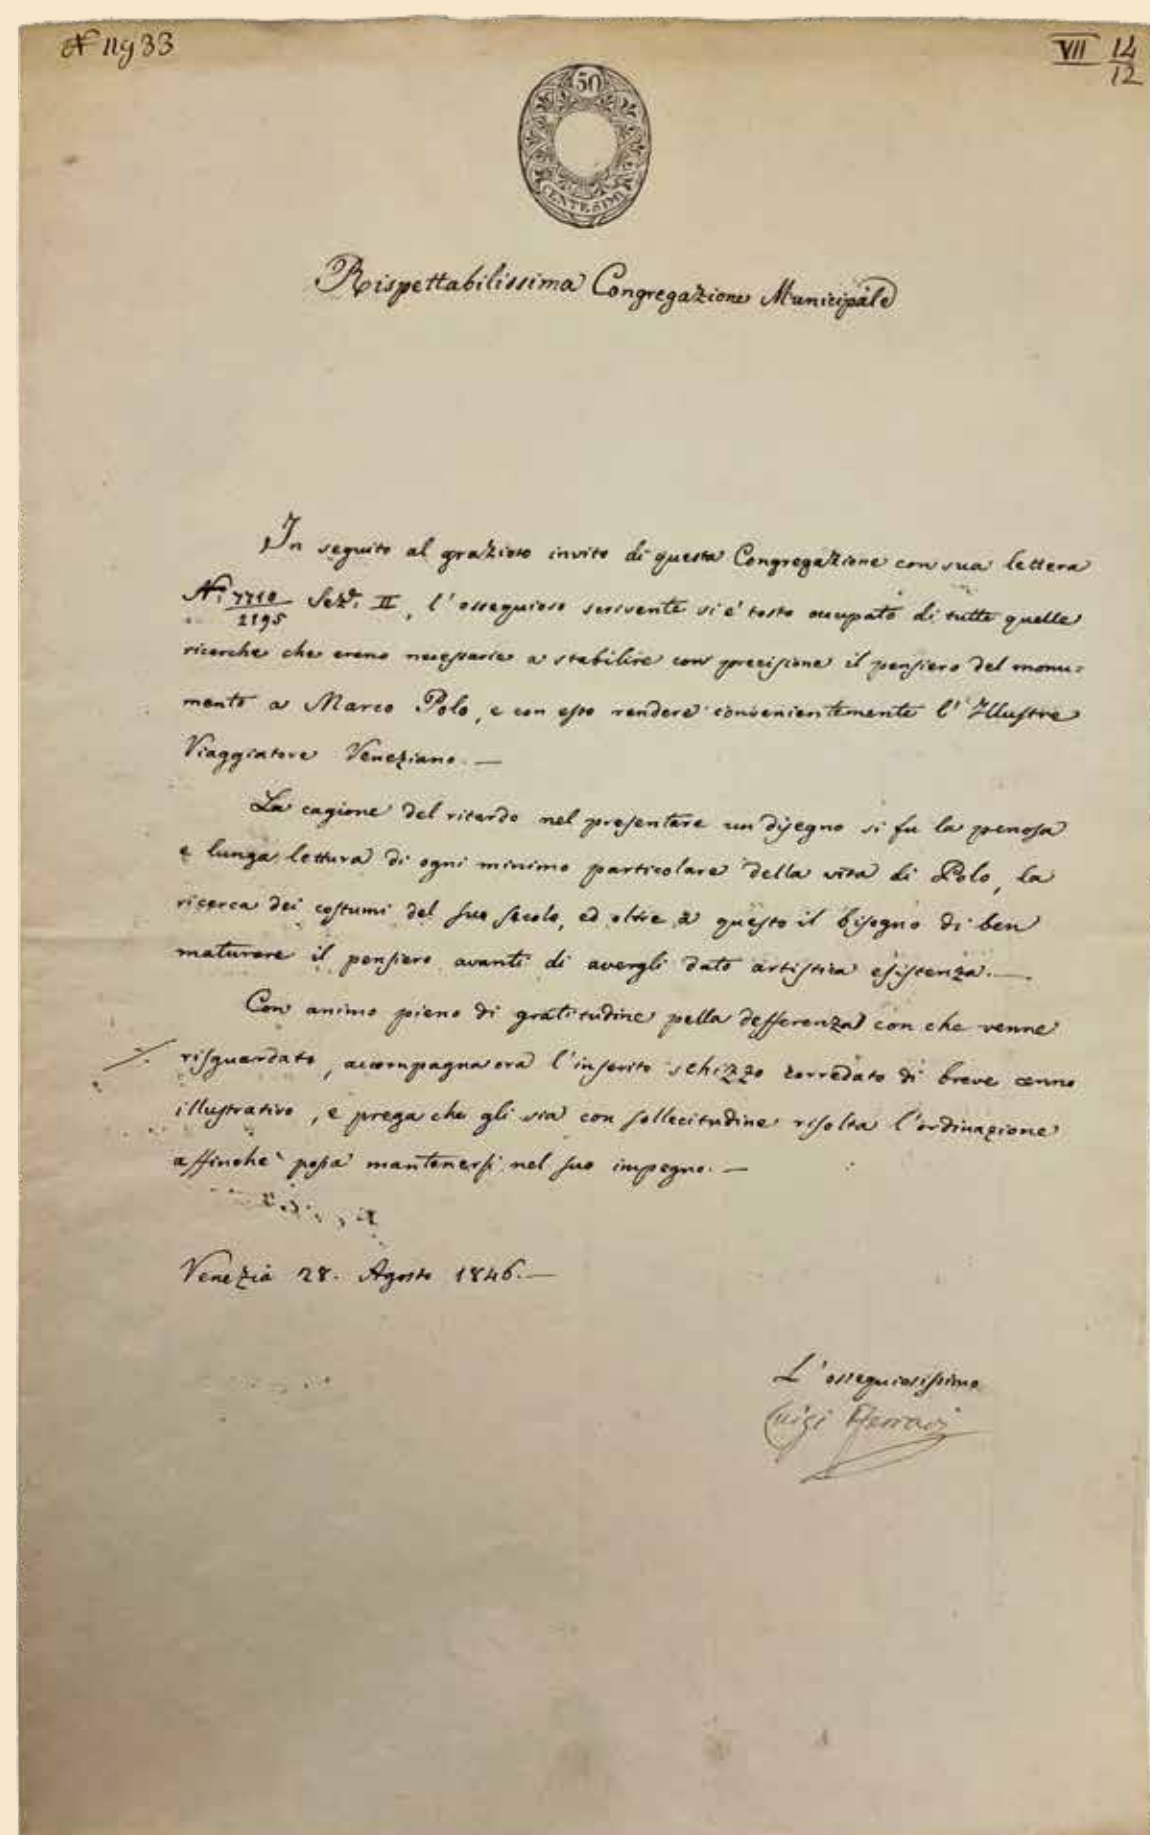 N 11933
VII 14/12
50
CENTESIMI
Rispettabilissima Congregazione Municipale
In seguito al grazioso invito di questa Congregazione con sua lettera
N.: 7710/2195 Sez.e II, l'ossequioso scrivente si è tosto occupato di tutte quelle
ricerche che erano necessarie a stabilire con precisione il pensiero del monu=
mento a Marco Polo, e con esso rendere convenientemente l'Illustre
Viaggiatore Veneziano. —
La cagione del ritardo nel presentare un disegno si fu la penosa
e lunga lettura di ogni minimo particolare della vita di Polo, la
ricerca dei costumi del suo secolo, ed oltre a questo il bisogno di ben
maturare il pensiero avanti di avergli dato artistica esistenza. —
Con animo pieno di gratitudine pella defferenza con che venne
risguardato, accompagna ora l'inserito schizzo corredato di breve cenno
illustrativo, e prega che gli sia con sollecitudine risolta l'ordinazione
affinchè possa mantenersi nel suo impegno. —
Venezia 28. Agosto 1846. —
L'ossequiosissimo
Luigi Ferrari